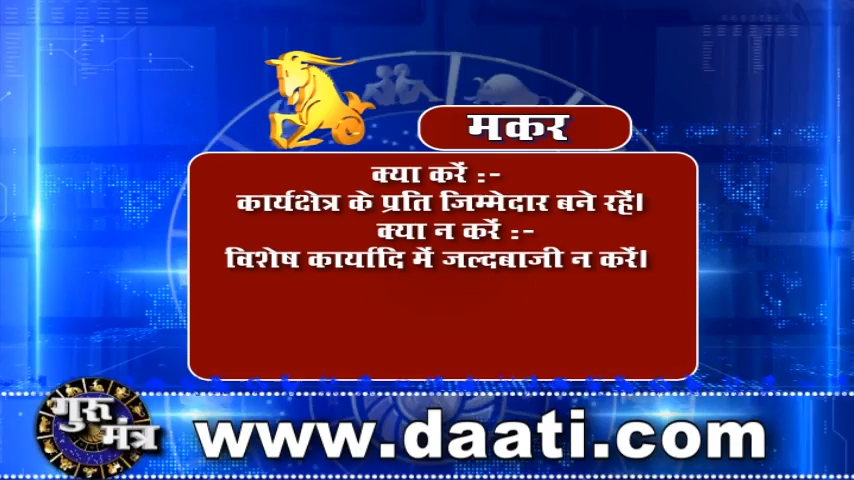 मकर
क्या करें :-
कार्यक्षेत्र के प्रति जिम्मेदार बने रहें।
क्या न करें :-
विशेष कार्यादि में जल्दबाजी न करें।
गुरु
मंत्र
www.daati.com